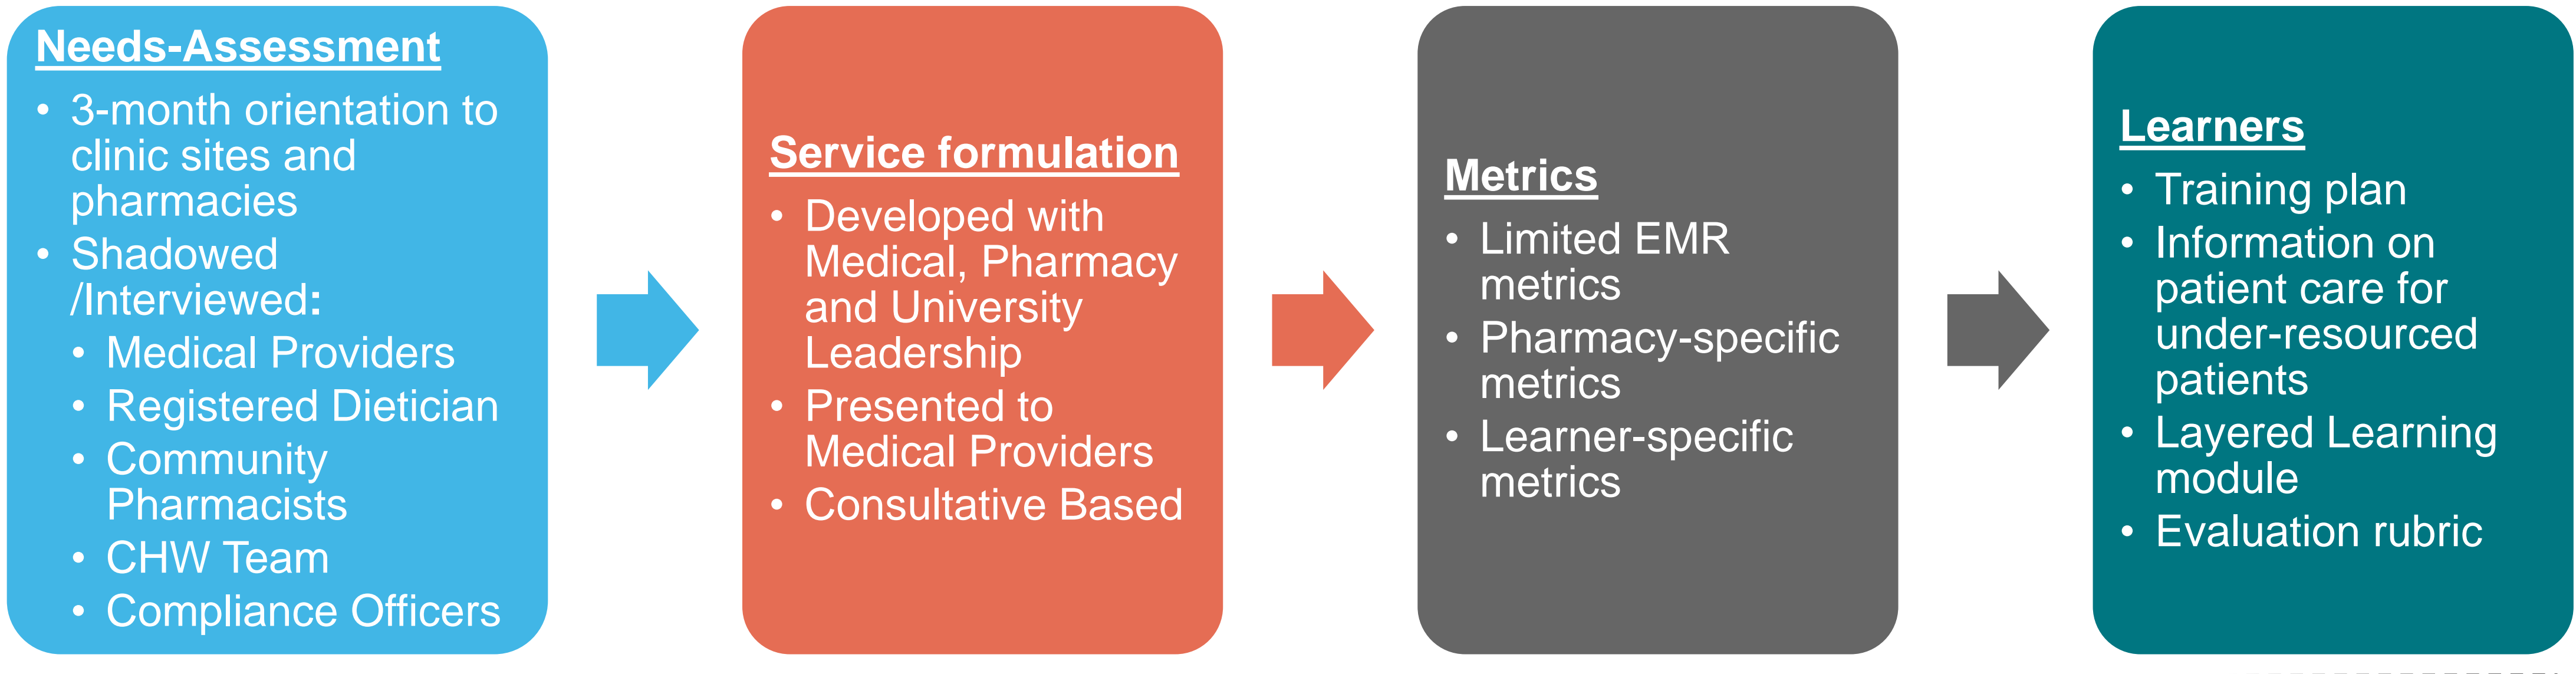 Needs-Assessment
• 3-month orientation to
clinic sites and
pharmacies
• Shadowed
/Interviewed:
• Medical Providers
• Registered Dietician
• Community
Pharmacists
• CHW Team
• Compliance Officers
Service formulation
• Developed with
Medical, Pharmacy
and University
Leadership
• Presented to
Medical Providers
• Consultative Based
Metrics
• Limited EMR
metrics
• Pharmacy-specific
metrics
• Learner-specific
metrics
Learners
• Training plan
• Information on
patient care for
under-resourced
patients
• Layered Learning
module
• Evaluation rubric